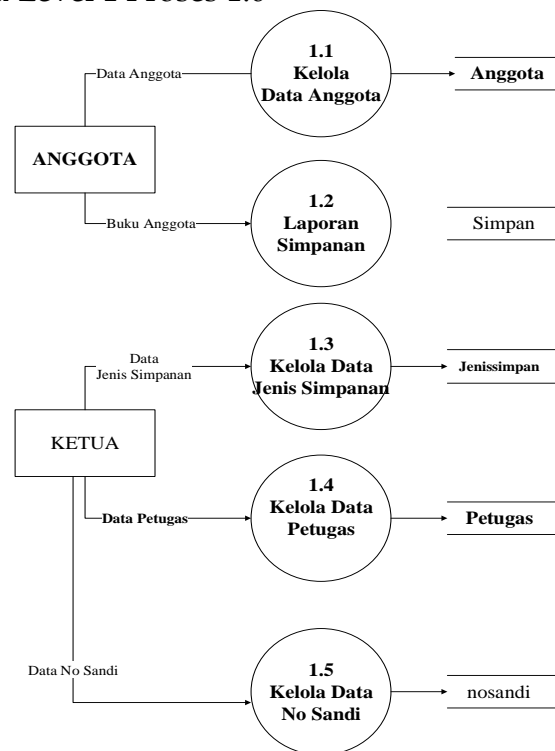 Level 1 Proses 1.0
1.1
Kelola
Data Anggota
Data Anggota
Anggota
ANGGOTA
1.2
Laporan
Simpanan
Buku Anggota
Simpan
1.3
Kelola Data
Jenis Simpanan
Data
Jenis Simpanan
Jenissimpan
KETUA
1.4
Kelola Data
Petugas
Data Petugas
Petugas
Data No Sandi
1.5
Kelola Data
No Sandi
nosandi